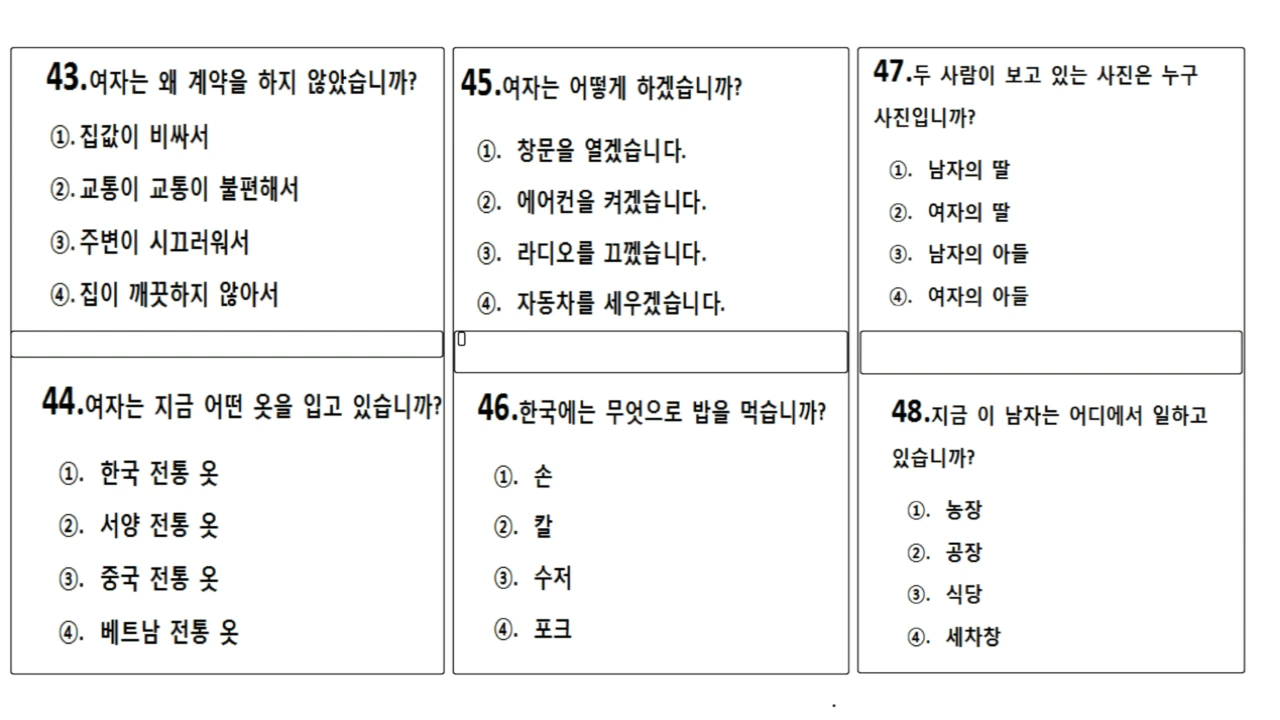 43.여자는 왜 계약을 하지 않았습니까?
①.집값이 비싸서
②.교통이 교통이 불편해서
③.주변이 시끄러워서
④.집이 깨끗하지 않아서
44.여자는 지금 어떤 옷을 입고 있습니까?
①. 한국 전통 옷
②. 서양 전통 옷
③. 중국 전통 옷
④. 베트남 전통 옷
45.여자는 어떻게 하겠습니까?
①. 창문을 열겠습니다.
②. 에어컨을 켜겠습니다.
③. 라디오를 끄겠습니다.
④. 자동차를 세우겠습니다.
46.한국에는 무엇으로 밥을 먹습니까?
①. 손
②. 칼
③. 수저
④. 포크
47.두 사람이 보고 있는 사진은 누구
사진입니까?
①. 남자의 딸
②. 여자의 딸
③. 남자의 아들
④. 여자의 아들
48.지금 이 남자는 어디에서 일하고
있습니까?
①. 농장
②. 공장
③. 식당
④. 세차창